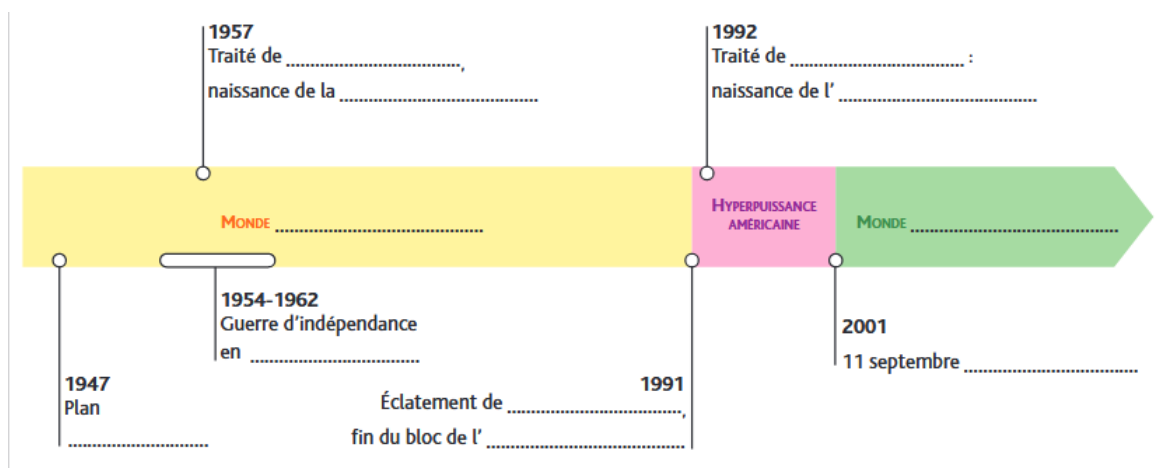 1957
Traité de ..............................,
naissance de la ..............................
1992
Traité de .............................. :
naissance de l’ ..............................
Monde ..............................
Hyperpuissance
américaine
Monde ..............................
1954-1962
Guerre d’indépendance
en ..............................
1947
Plan
..............................
1991
Éclatement de ..............................,
fin du bloc de l’ ..............................
2001
11 septembre ..............................